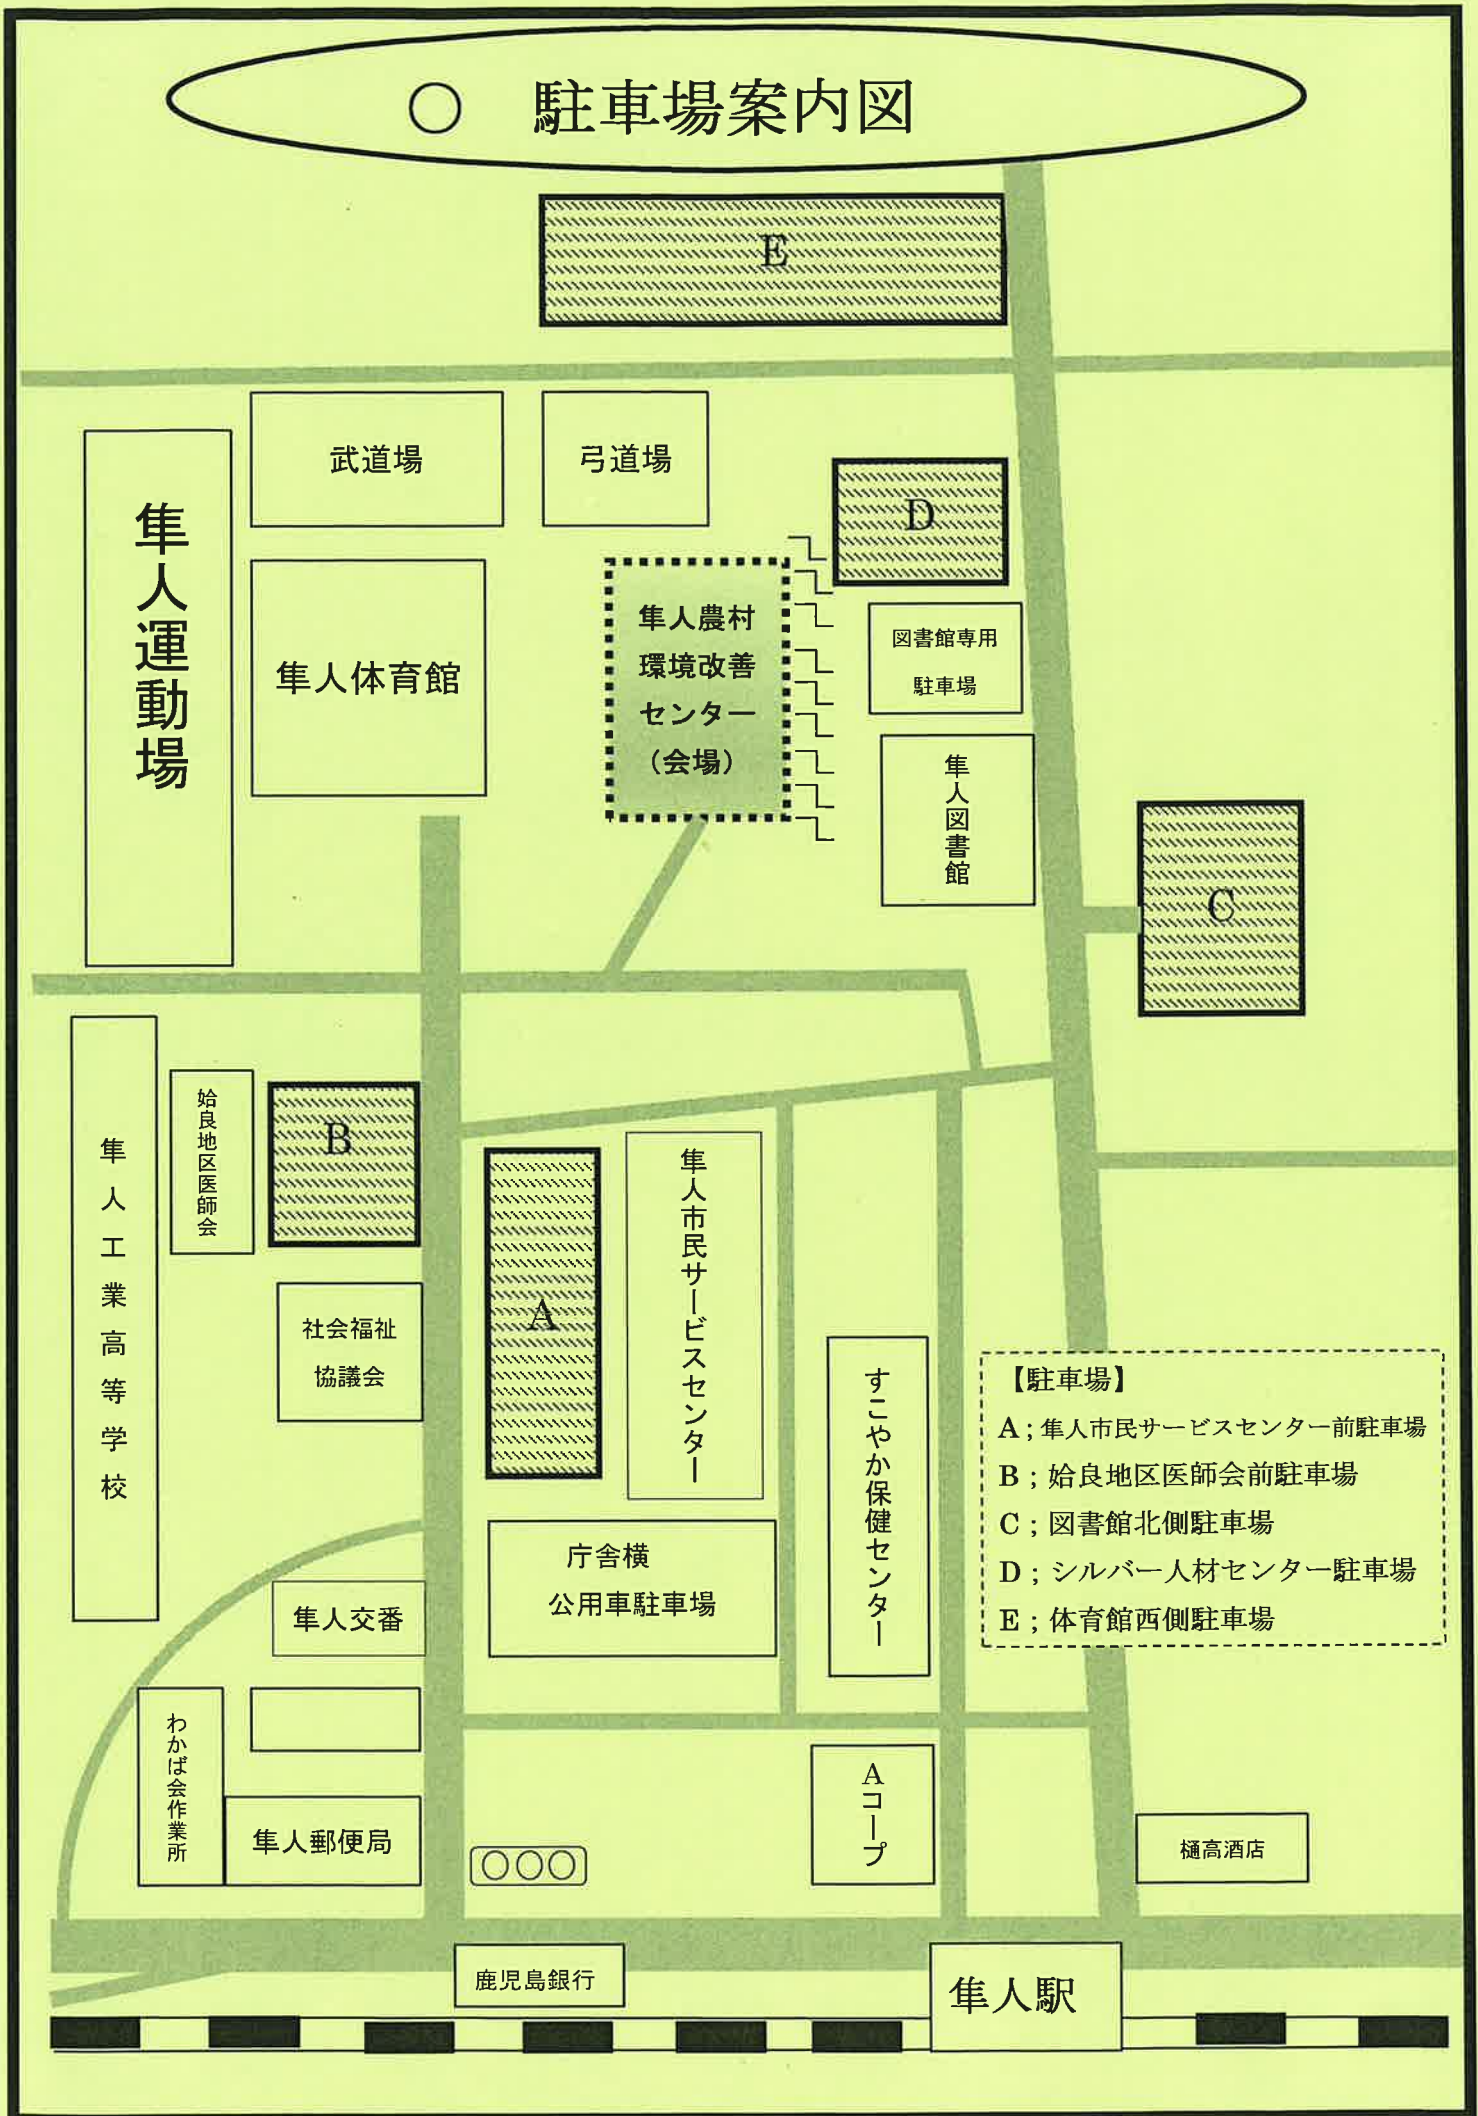 ○ 駐車場案内図
E
武道場
弓道場
隼人運動場
D
隼人農村
環境改善
センター
（会場）
図書館専用
駐車場
隼人体育館
隼人図書館
C
隼人工業高等学校
姶良地区医師会
B
A
隼人市民サービスセンター
社会福祉
協議会
すこやか保健センター
【駐車場】
A；隼人市民サービスセンター前駐車場
B；姶良地区医師会前駐車場
C；図書館北側駐車場
D；シルバー人材センター駐車場
E；体育館西側駐車場
庁舎横
公用車駐車場
隼人交番
わかば会作業所
隼人郵便局
Aコープ
樋高酒店
鹿児島銀行
隼人駅